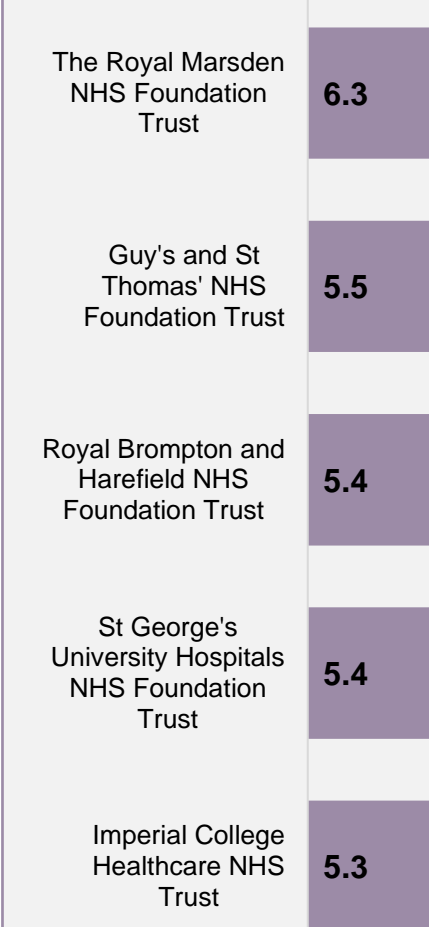 The Royal Marsden
NHS Foundation
Trust
6.3
Guy's and St
Thomas' NHS
Foundation Trust
5.5
Royal Brompton and
Harefield NHS
Foundation Trust
5.4
St George's
University Hospitals
NHS Foundation
Trust
5.4
Imperial College
Healthcare NHS
Trust
5.3